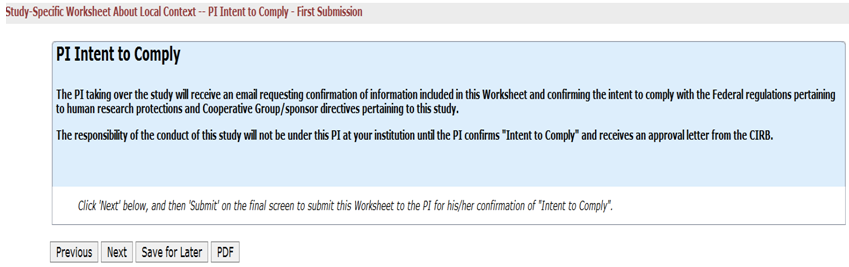 Study-Specific Worksheet About Local Context -- PI Intent to Comply - First Submission
PI Intent to Comply
The PI taking over the study will receive an email requesting confirmation of information included in this Worksheet and confirming the intent to comply with the Federal regulations pertaining
to human research protections and Cooperative Group/sponsor directives pertaining to this study.
The responsibility of the conduct of this study will not be under this PI at your institution until the PI confirms "Intent to Comply" and receives an approval letter from the CIRB.
Click 'Next' below, and then 'Submit' on the final screen to submit this Worksheet to the PI for his/her confirmation of "Intent to Comply".
Previous Next Save for Later PDF